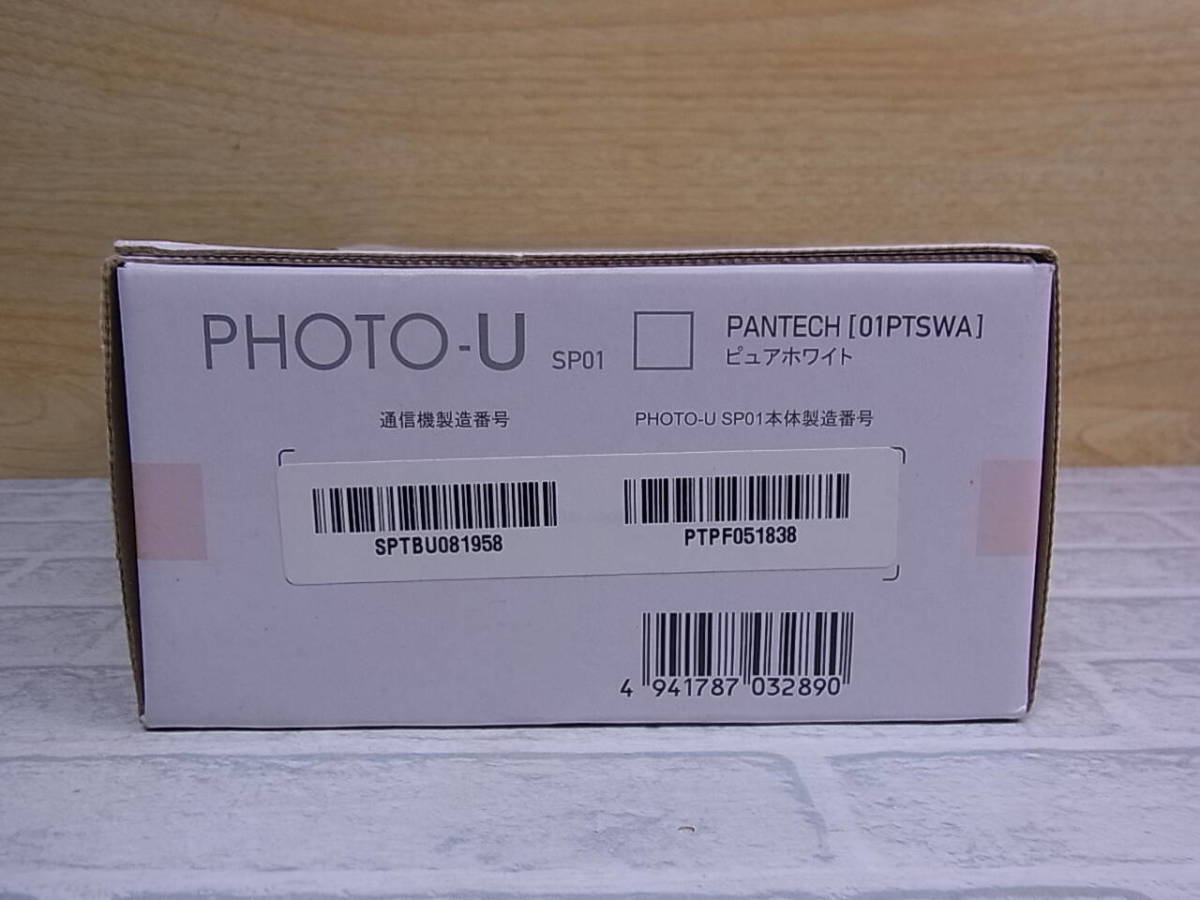 PHOTO-U SP01
PANTECH [01PTSWA]
ピュアホワイト
通信機製造番号
PHOTO-U SP01本体製造番号
SPTBU081958
PTPF051838
4 941787 032890